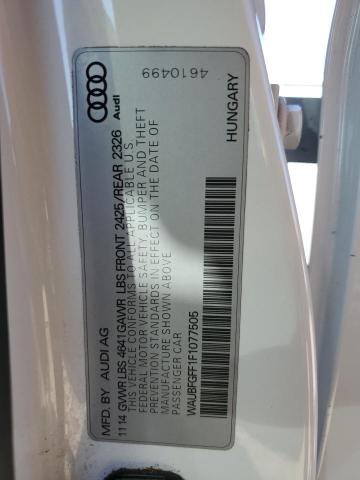 MFD. BY AUDI AG
1114 GVWR LBS 4641 GAWR LBS FRONT 2425/REAR 2326
THIS VEHICLE CONFORMS TO ALL APPLICABLE U.S.
FEDERAL MOTOR VEHICLE SAFETY, BUMPER AND THEFT
PREVENTION STANDARDS IN EFFECT ON THE DATE OF
MANUFACTURE SHOWN ABOVE
PASSENGER CAR
WAUBFGFF1F1077505
HUNGARY
Audi
4610499